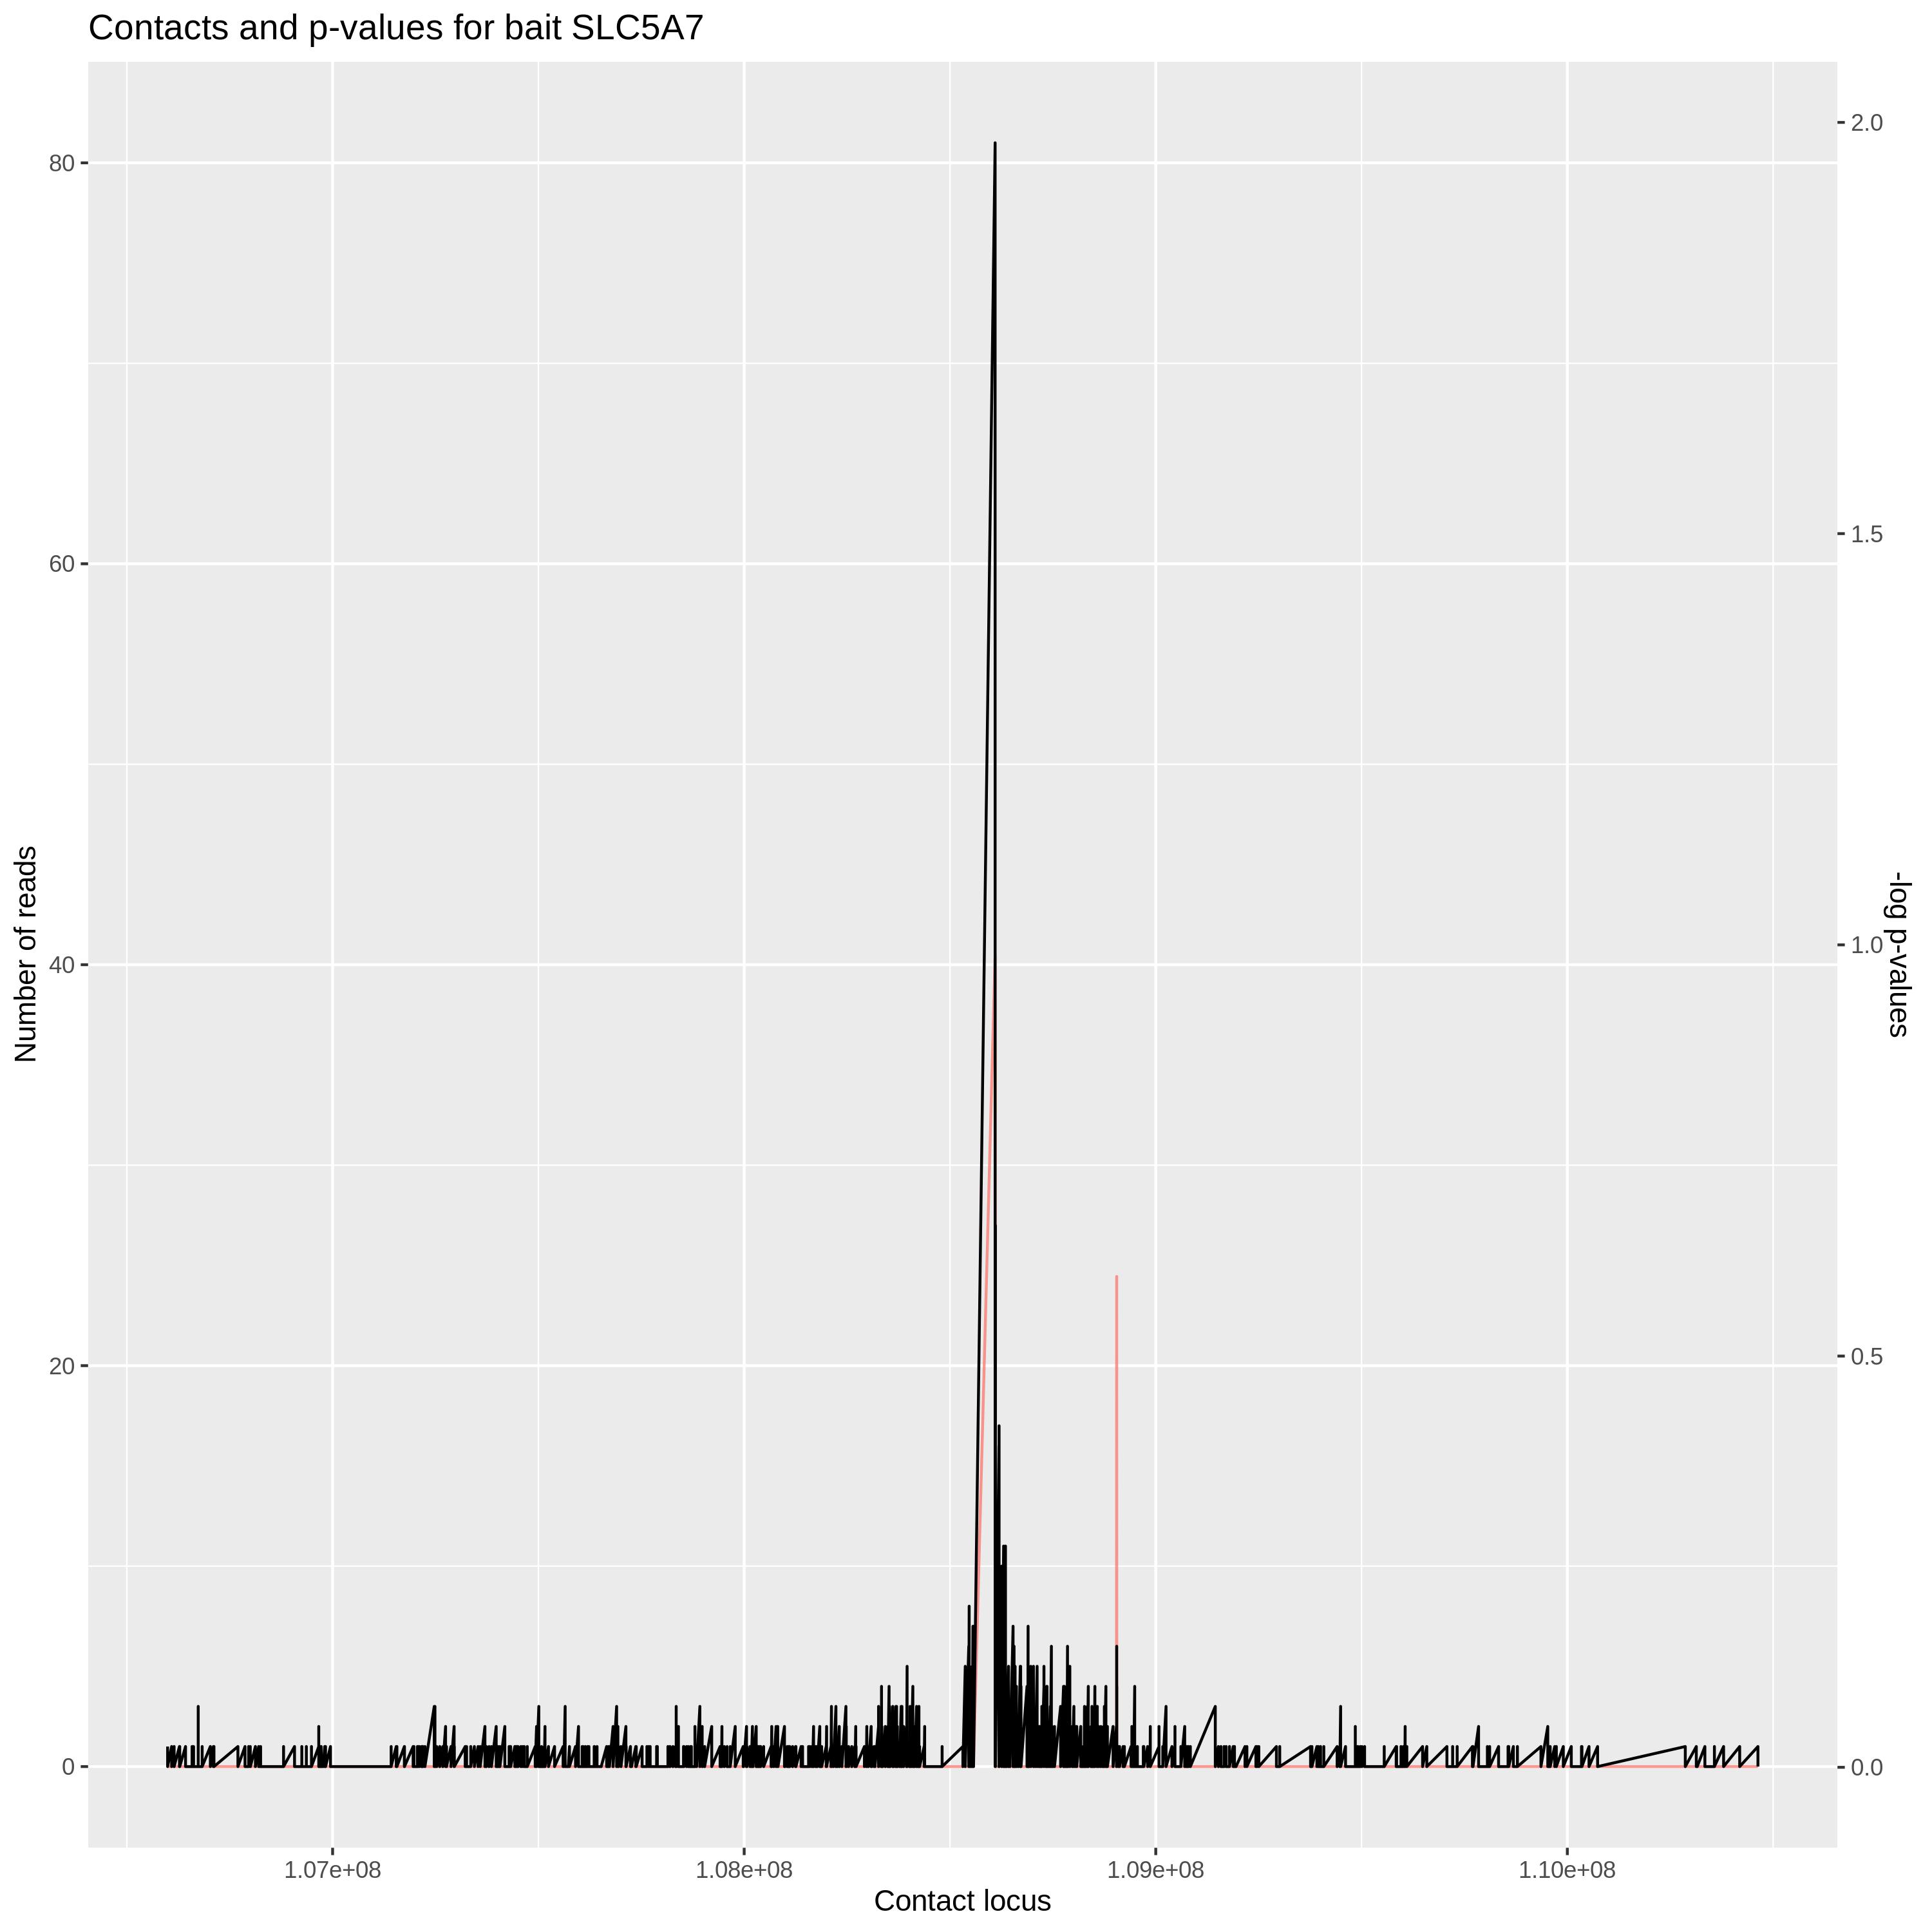 Contacts and p-values for bait SLC5A7
80
60
40
20
0
Number of reads
2.0
1.5
1.0
0.5
0.0
-log p-values
1.07e+08
1.08e+08
1.09e+08
1.10e+08
Contact locus